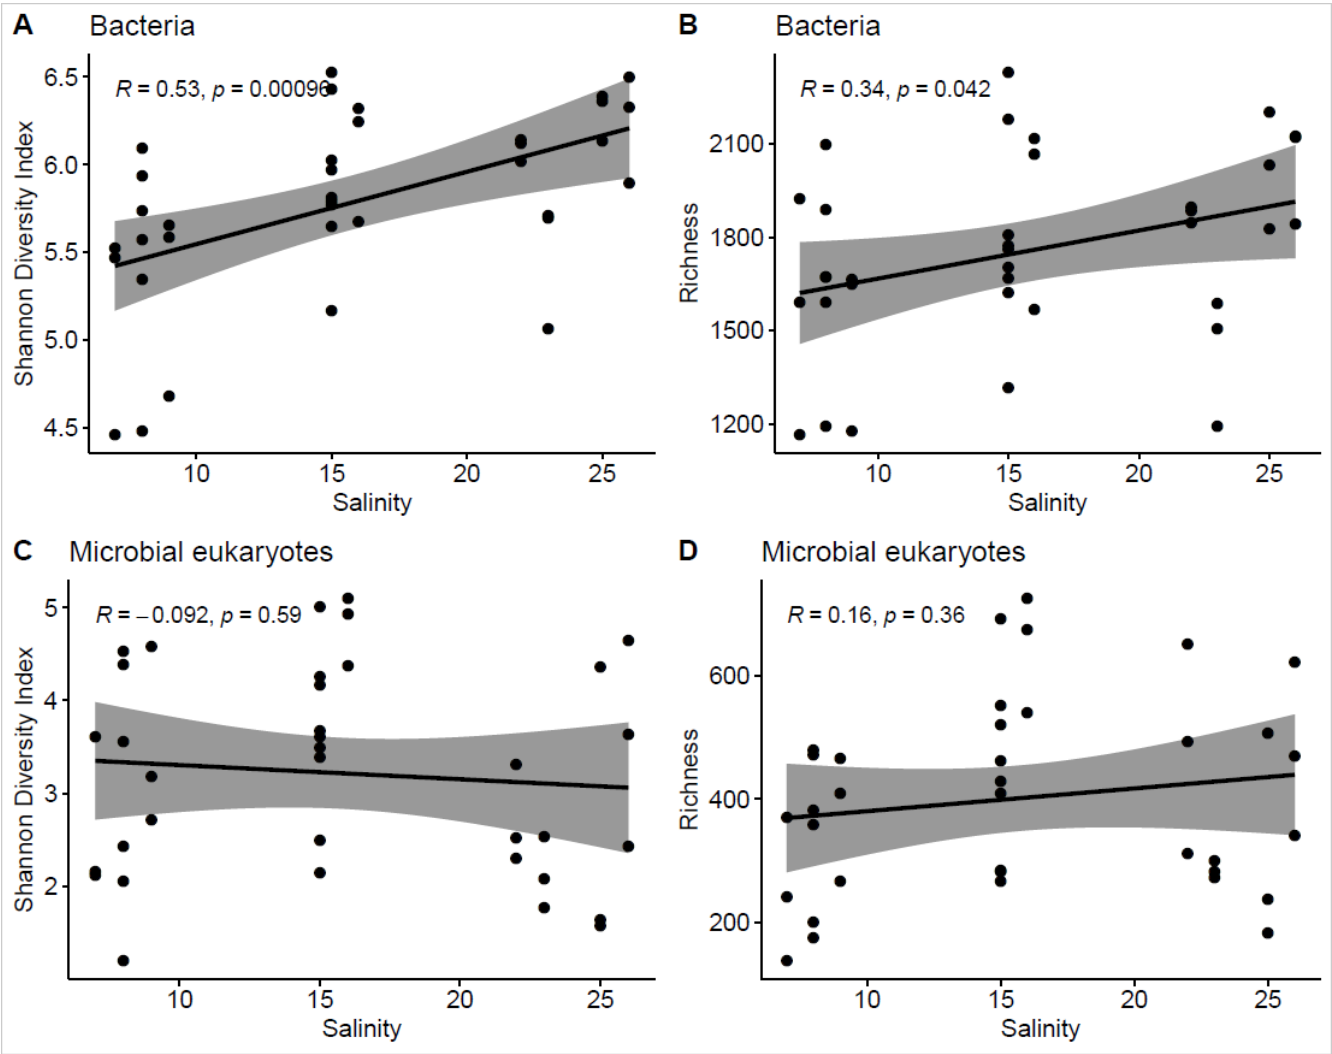 A Bacteria
R = 0.53, p = 0.00096
Shannon Diversity Index
6.5
6.0
5.5
5.0
4.5
10 15 20 25
Salinity
B Bacteria
R = 0.34, p = 0.042
Richness
2100
1800
1500
1200
10 15 20 25
Salinity
C Microbial eukaryotes
R = −0.092, p = 0.59
Shannon Diversity Index
5
4
3
2
10 15 20 25
Salinity
D Microbial eukaryotes
R = 0.16, p = 0.36
Richness
600
400
200
10 15 20 25
Salinity